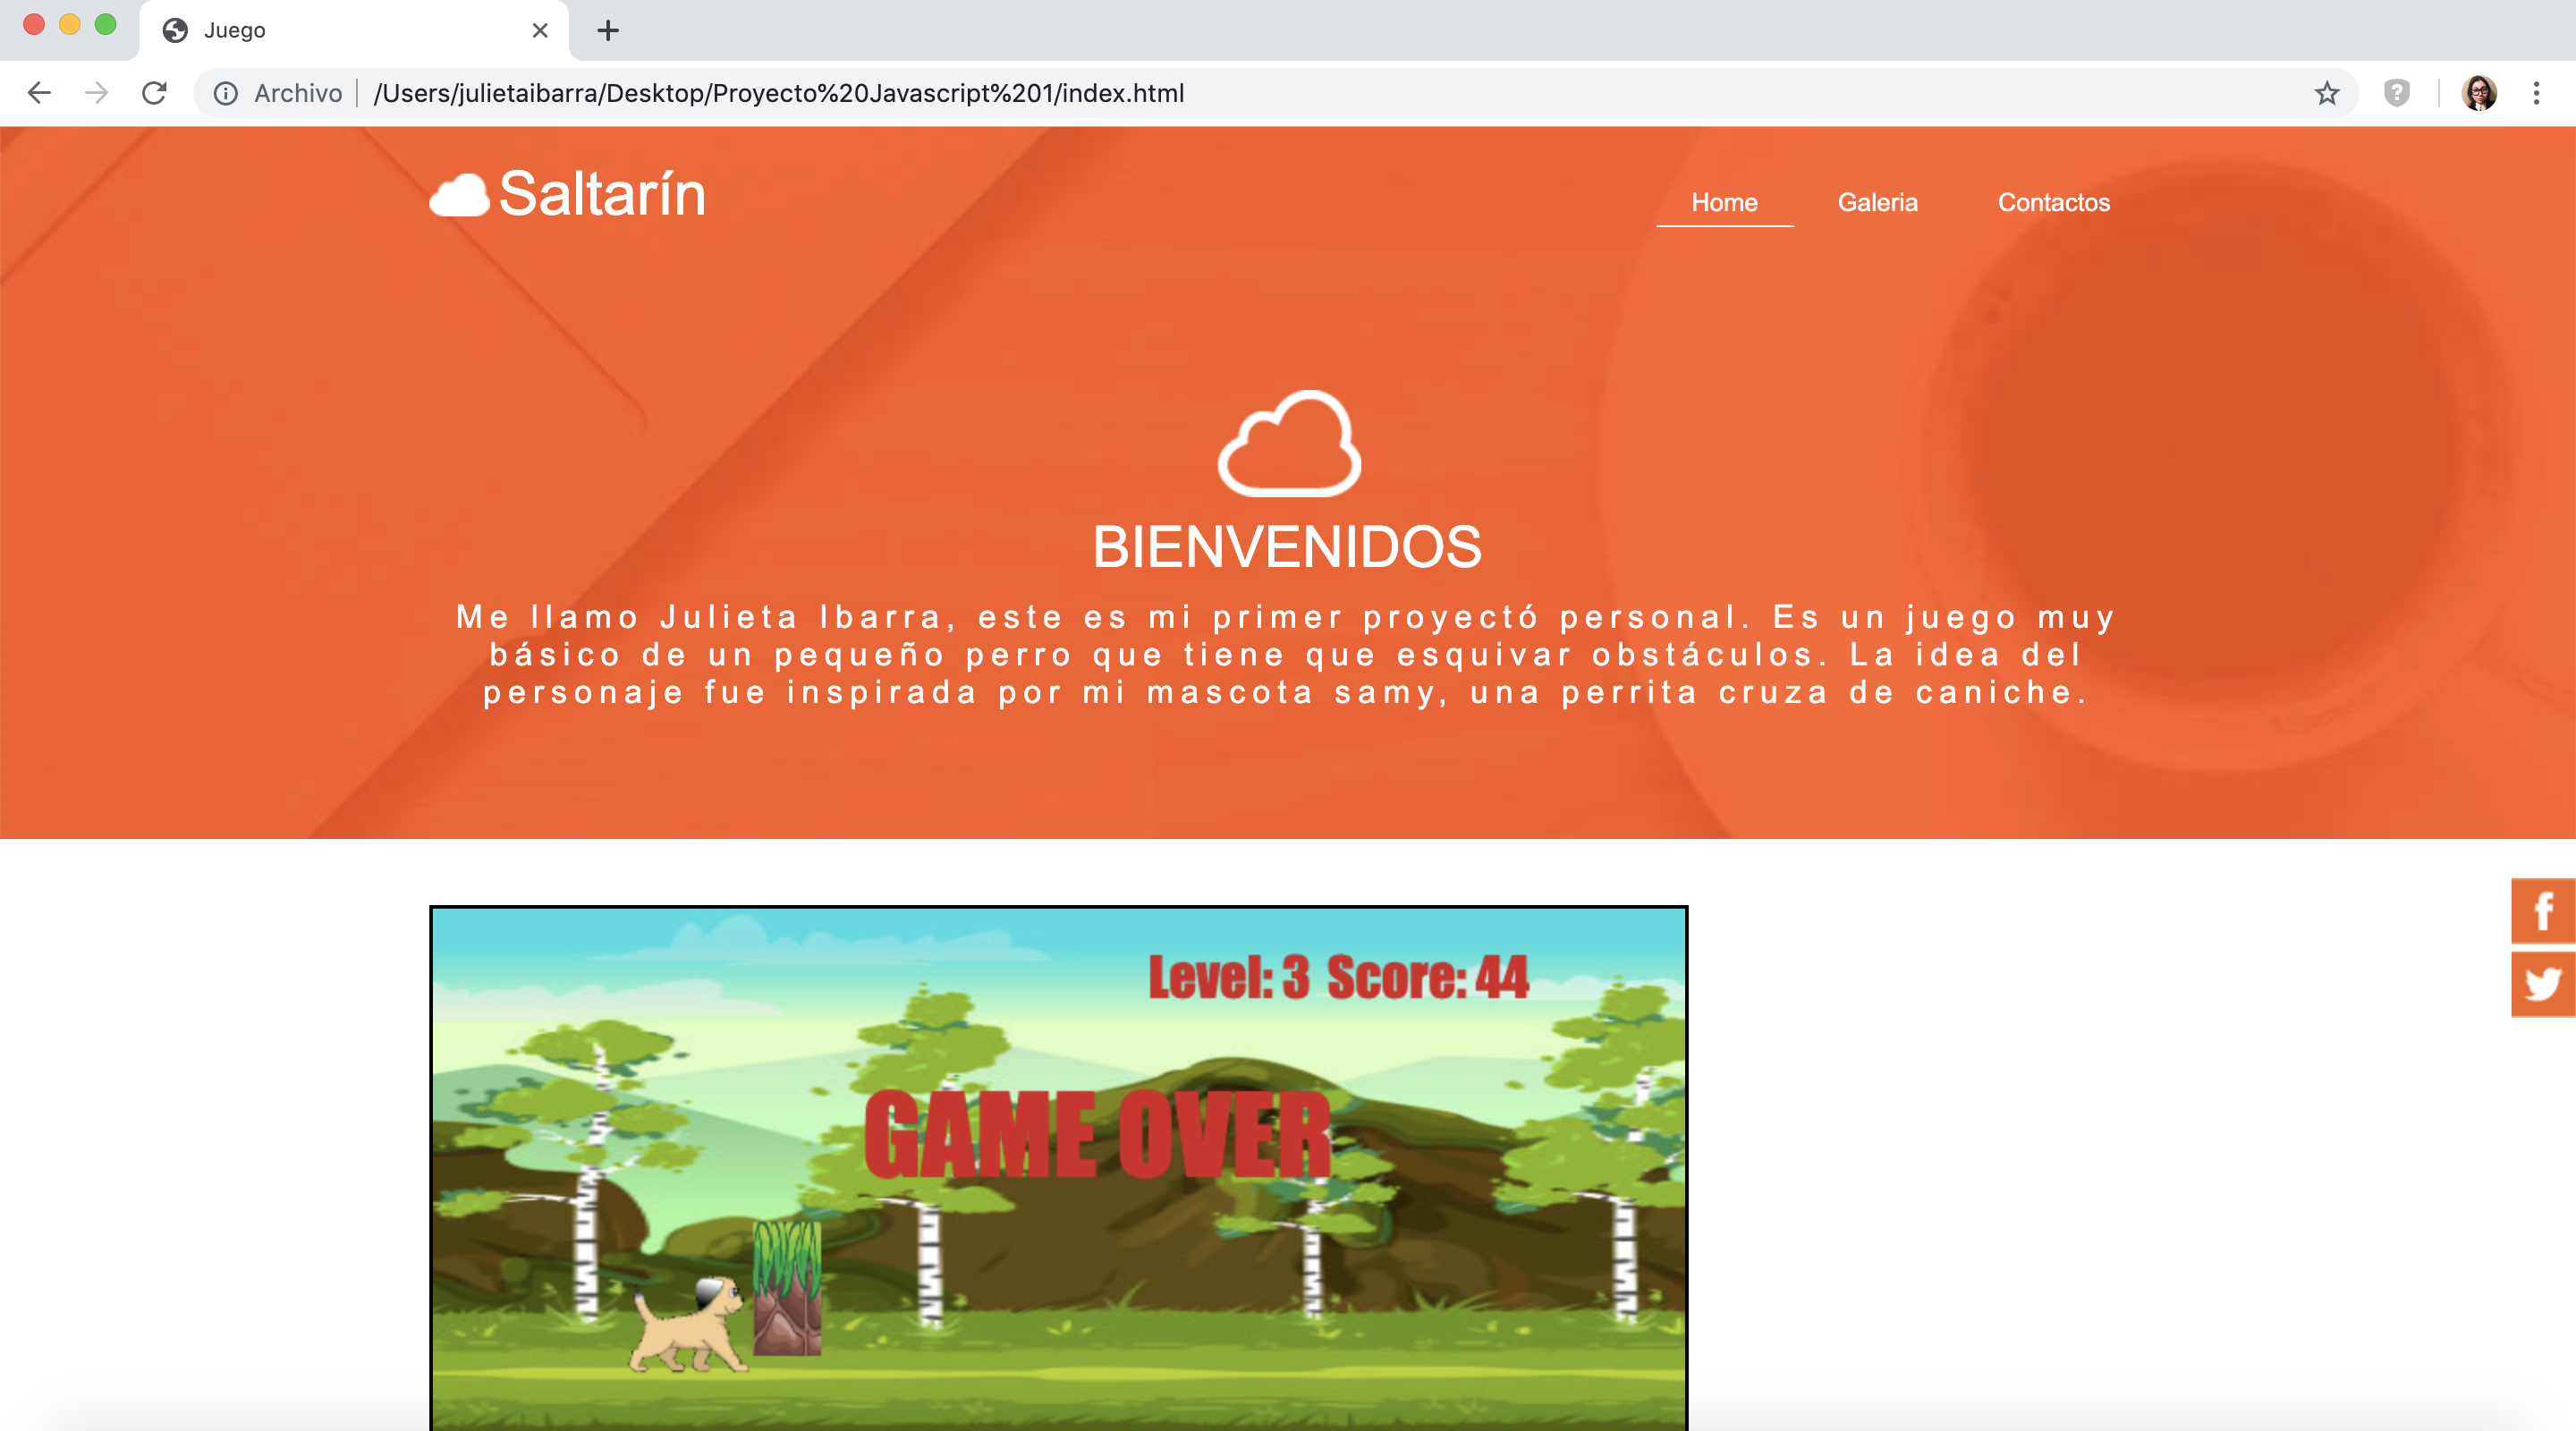 Juego
Archivo
/Users/julietaibarra/Desktop/Proyecto%20Javascript%201/index.html
Saltarín
Home Galeria Contactos
BIENVENIDOS
Me llamo Julieta Ibarra, este es mi primer proyectó personal. Es un juego muy
básico de un pequeño perro que tiene que esquivar obstáculos. La idea del
personaje fue inspirada por mi mascota samy, una perrita cruza de caniche.
Level: 3 Score: 44
GAME OVER